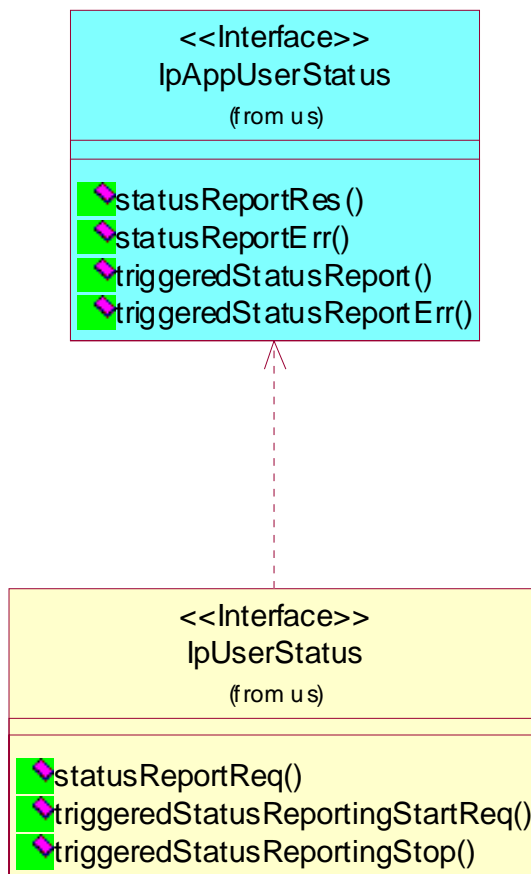 <<Interface>>
IpAppUserStatus
(from us)
statusReportRes()
statusReportErr()
triggeredStatusReport()
triggeredStatusReportErr()
<<Interface>>
IpUserStatus
(from us)
statusReportReq()
triggeredStatusReportingStartReq()
triggeredStatusReportingStop()